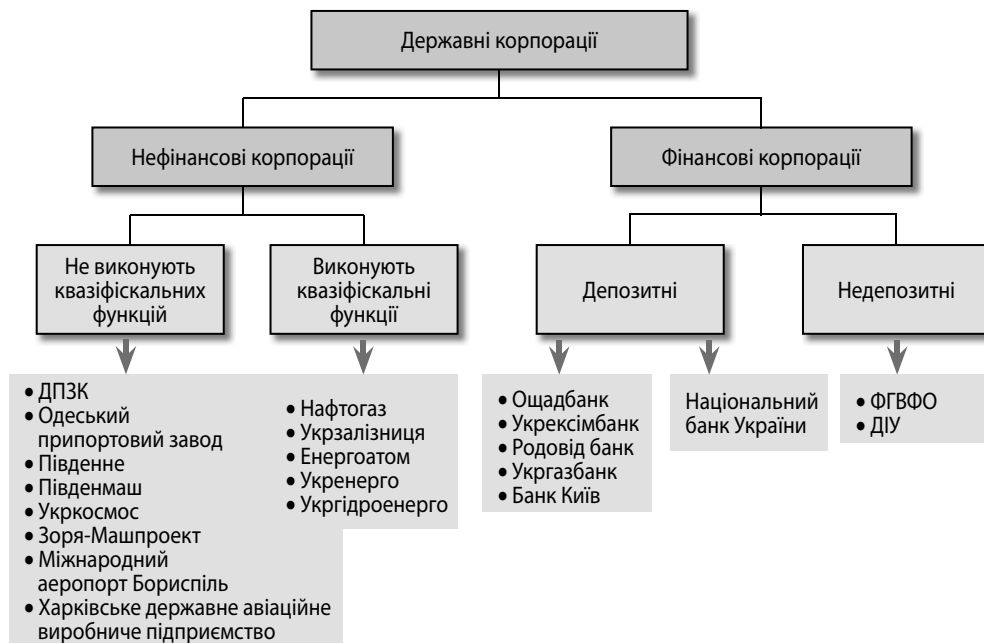 Державні корпорації
Нефінансові корпорації
Фінансові корпорації
Не виконують
квазіфіскальних
функцій
Виконують
квазіфіскальні
функції
Депозитні
Недепозитні
• ДПЗК
• Одеський
припортовий завод
• Південне
• Південмаш
• Укркосмос
• Зоря-Машпроект
• Міжнародний
аеропорт Бориспіль
• Харківське державне авіаційне
виробниче підприємство
• Нафтогаз
• Укрзалізниця
• Енергоатом
• Укренерго
• Укргідроенерго
• Ощадбанк
• Укрексімбанк
• Родовід банк
• Укргазбанк
• Банк Київ
Національний
банк України
• ФГВФО
• ДІУ